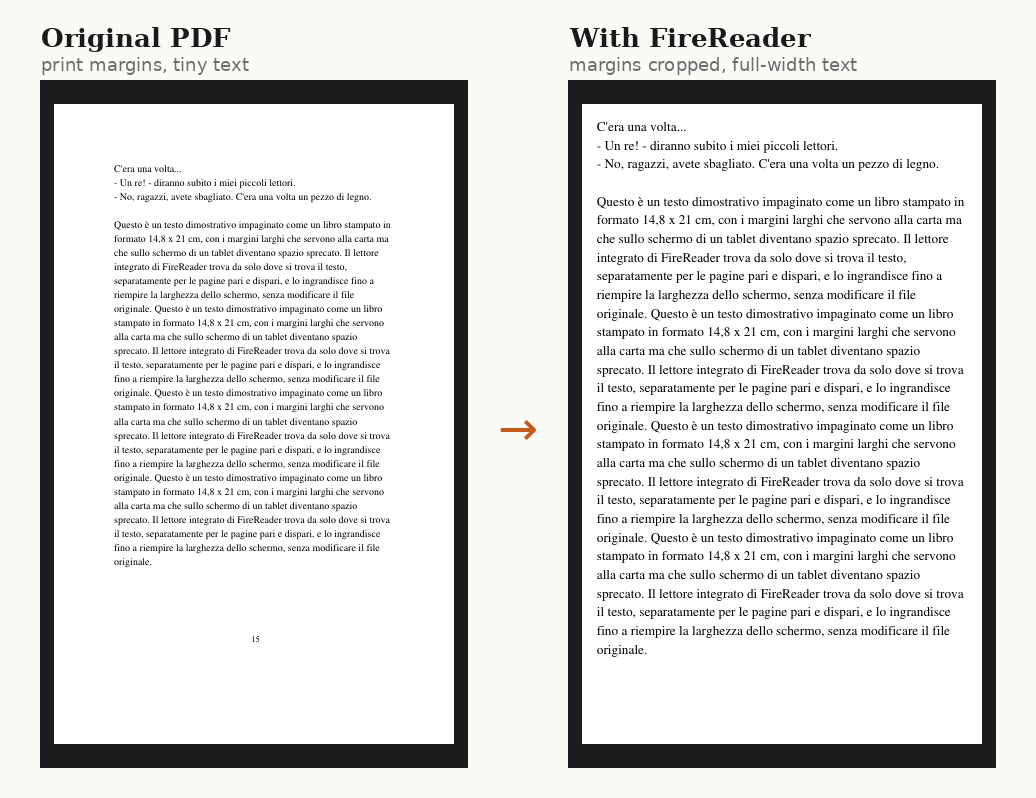 Original PDF
print margins, tiny text
C'era una volta...
- Un re! - diranno subito i miei piccoli lettori.
- No, ragazzi, avete sbagliato. C'era una volta un pezzo di legno.
Questo è un testo dimostrativo impaginato come un libro stampato in
formato 14,8 x 21 cm, con i margini larghi che servono alla carta ma
che sullo schermo di un tablet diventano spazio sprecato. Il lettore
integrato di FireReader trova da solo dove si trova il testo,
separatamente per le pagine pari e dispari, e lo ingrandisce fino a
riempire la larghezza dello schermo, senza modificare il file
originale. Questo è un testo dimostrativo impaginato come un libro
stampato in formato 14,8 x 21 cm, con i margini larghi che servono
alla carta ma che sullo schermo di un tablet diventano spazio
sprecato. Il lettore integrato di FireReader trova da solo dove si trova
il testo, separatamente per le pagine pari e dispari, e lo ingrandisce
fino a riempire la larghezza dello schermo, senza modificare il file
originale. Questo è un testo dimostrativo impaginato come un libro
stampato in formato 14,8 x 21 cm, con i margini larghi che servono
alla carta ma che sullo schermo di un tablet diventano spazio
sprecato. Il lettore integrato di FireReader trova da solo dove si trova
il testo, separatamente per le pagine pari e dispari, e lo ingrandisce
fino a riempire la larghezza dello schermo, senza modificare il file
originale. Questo è un testo dimostrativo impaginato come un libro
stampato in formato 14,8 x 21 cm, con i margini larghi che servono
alla carta ma che sullo schermo di un tablet diventano spazio
sprecato. Il lettore integrato di FireReader trova da solo dove si trova
il testo, separatamente per le pagine pari e dispari, e lo ingrandisce
fino a riempire la larghezza dello schermo, senza modificare il file
originale.
15
→
With FireReader
margins cropped, full-width text
C'era una volta...
- Un re! - diranno subito i miei piccoli lettori.
- No, ragazzi, avete sbagliato. C'era una volta un pezzo di legno.
Questo è un testo dimostrativo impaginato come un libro stampato in
formato 14,8 x 21 cm, con i margini larghi che servono alla carta ma
che sullo schermo di un tablet diventano spazio sprecato. Il lettore
integrato di FireReader trova da solo dove si trova il testo,
separatamente per le pagine pari e dispari, e lo ingrandisce fino a
riempire la larghezza dello schermo, senza modificare il file
originale. Questo è un testo dimostrativo impaginato come un libro
stampato in formato 14,8 x 21 cm, con i margini larghi che servono
alla carta ma che sullo schermo di un tablet diventano spazio
sprecato. Il lettore integrato di FireReader trova da solo dove si trova
il testo, separatamente per le pagine pari e dispari, e lo ingrandisce
fino a riempire la larghezza dello schermo, senza modificare il file
originale. Questo è un testo dimostrativo impaginato come un libro
stampato in formato 14,8 x 21 cm, con i margini larghi che servono
alla carta ma che sullo schermo di un tablet diventano spazio
sprecato. Il lettore integrato di FireReader trova da solo dove si trova
il testo, separatamente per le pagine pari e dispari, e lo ingrandisce
fino a riempire la larghezza dello schermo, senza modificare il file
originale. Questo è un testo dimostrativo impaginato come un libro
stampato in formato 14,8 x 21 cm, con i margini larghi che servono
alla carta ma che sullo schermo di un tablet diventano spazio
sprecato. Il lettore integrato di FireReader trova da solo dove si trova
il testo, separatamente per le pagine pari e dispari, e lo ingrandisce
fino a riempire la larghezza dello schermo, senza modificare il file
originale.